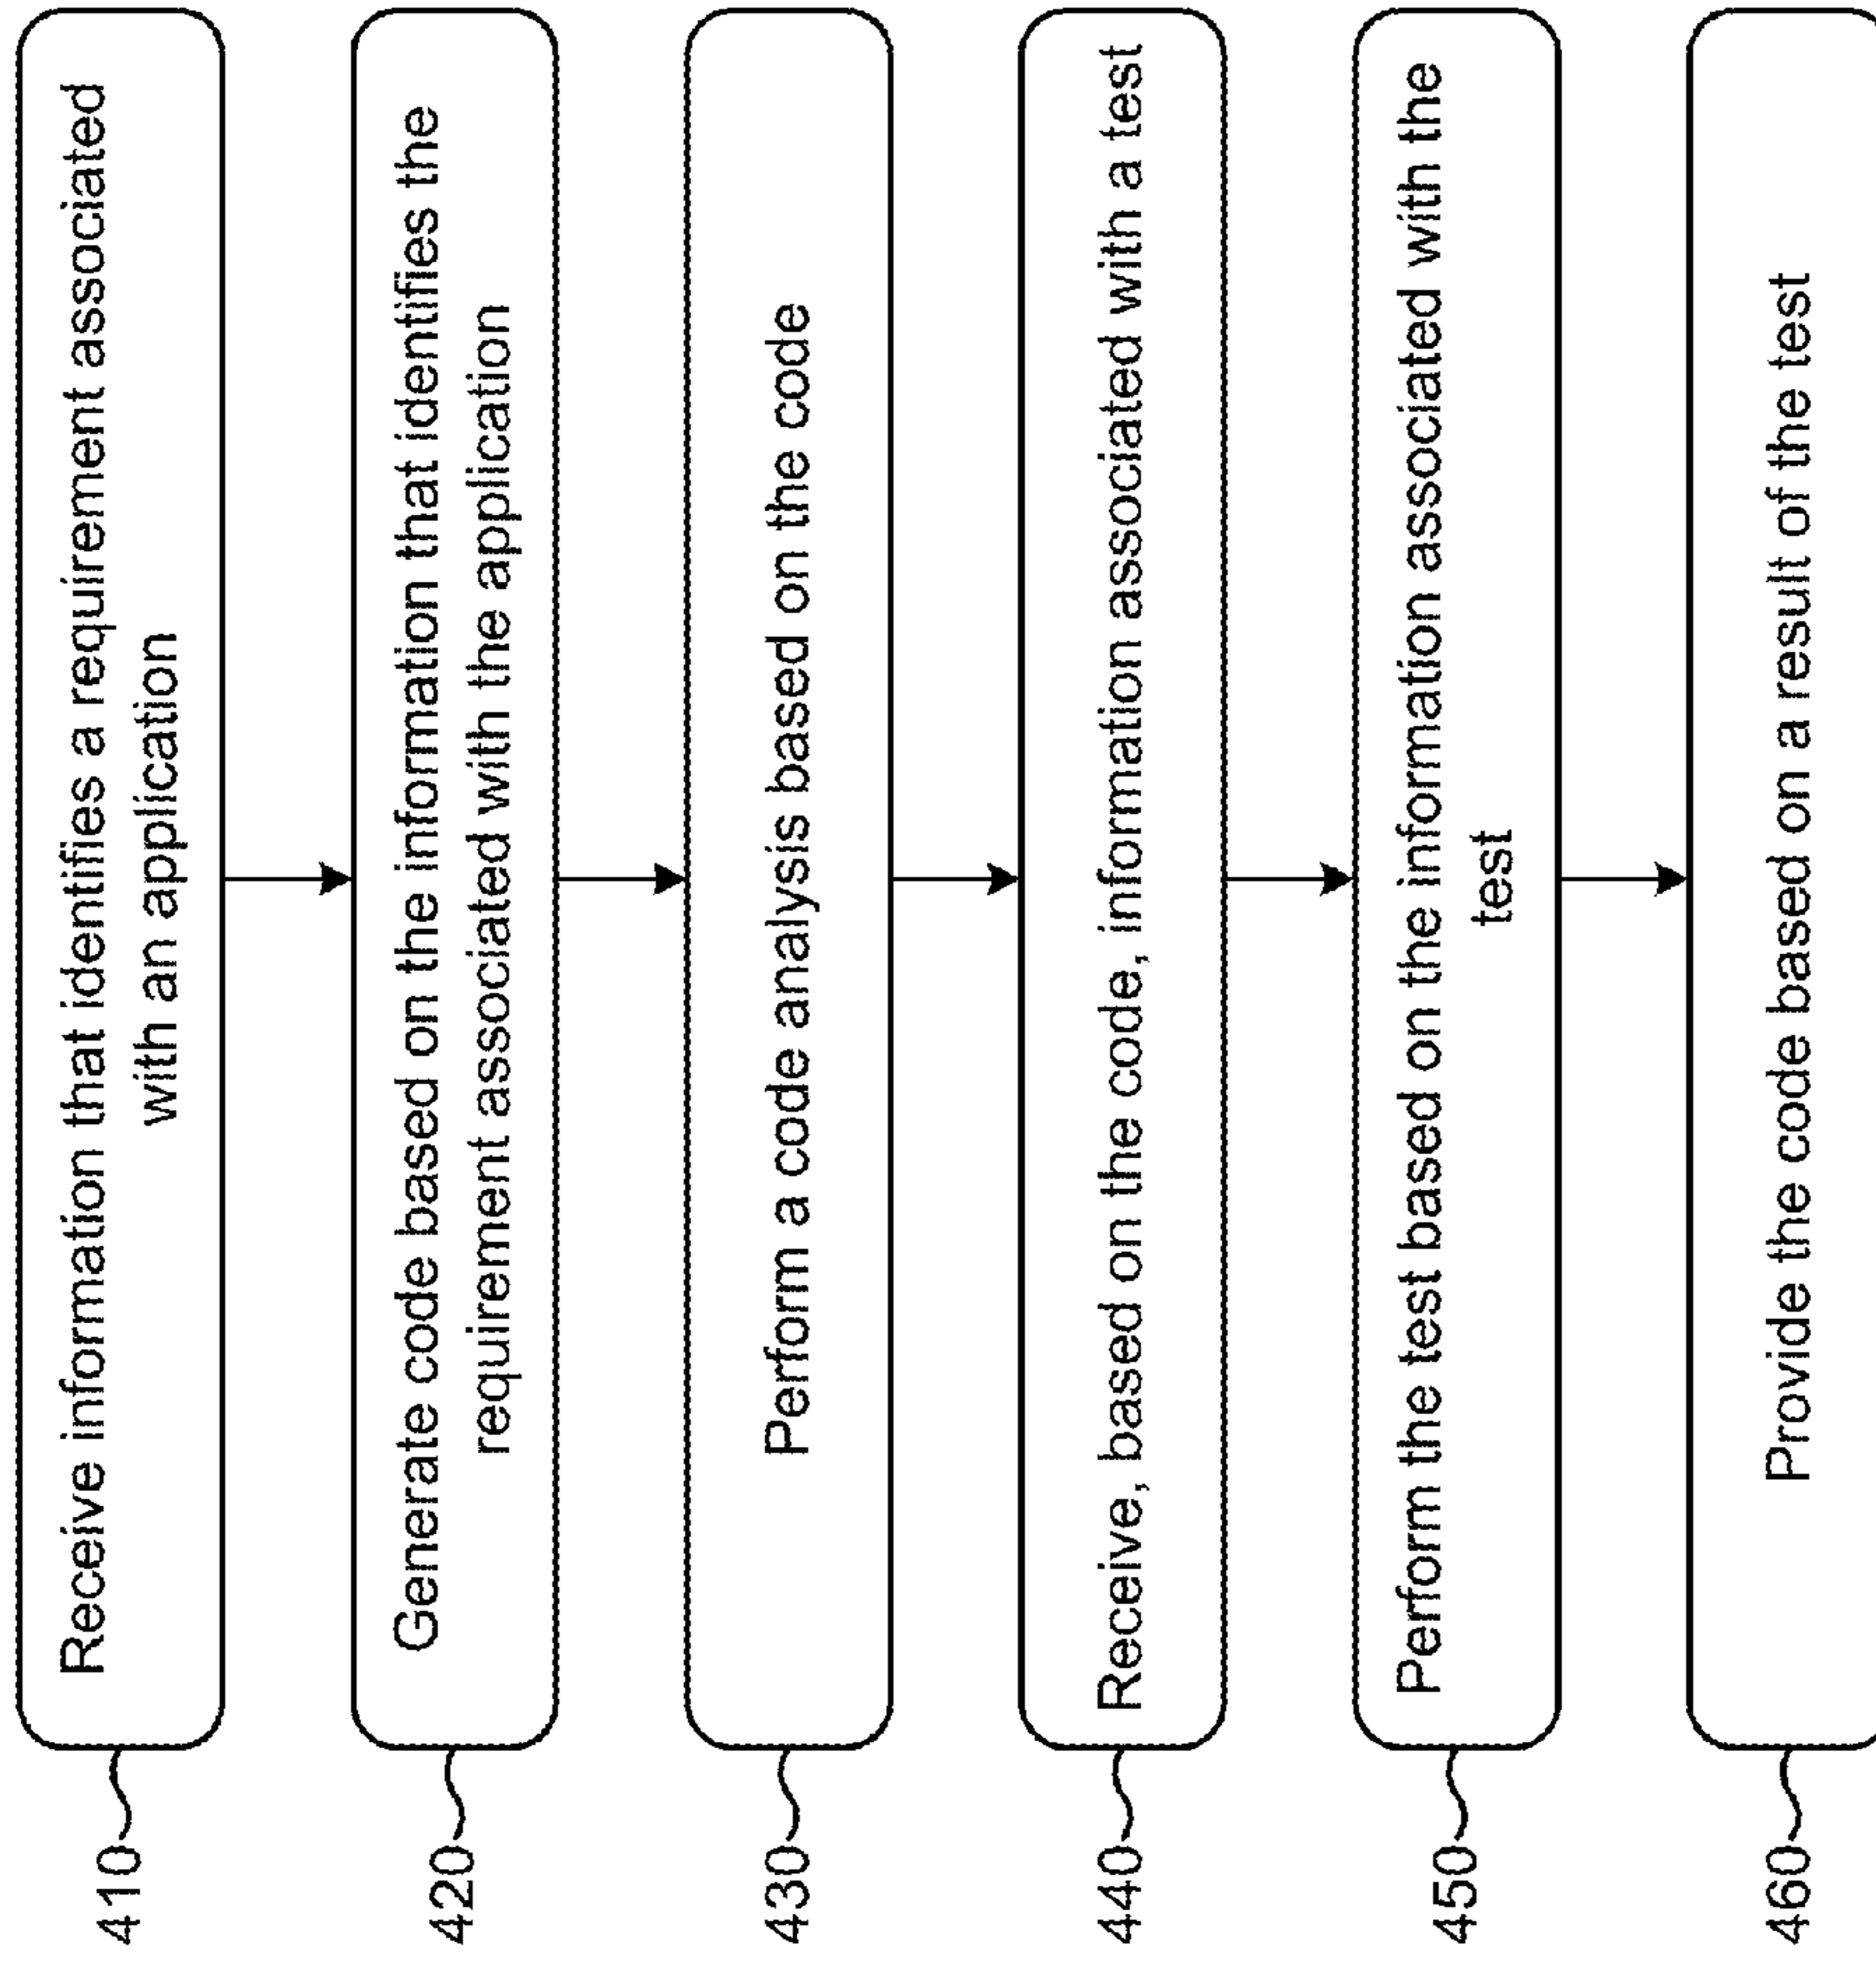 410
Receive information that identifies a requirement associated
with an application
420
Generate code based on the information that identifies the
requirement associated with the application
430
Perform a code analysis based on the code
440
Receive, based on the code, information associated with a test
450
Perform the test based on the information associated with the
test
460
Provide the code based on a result of the test